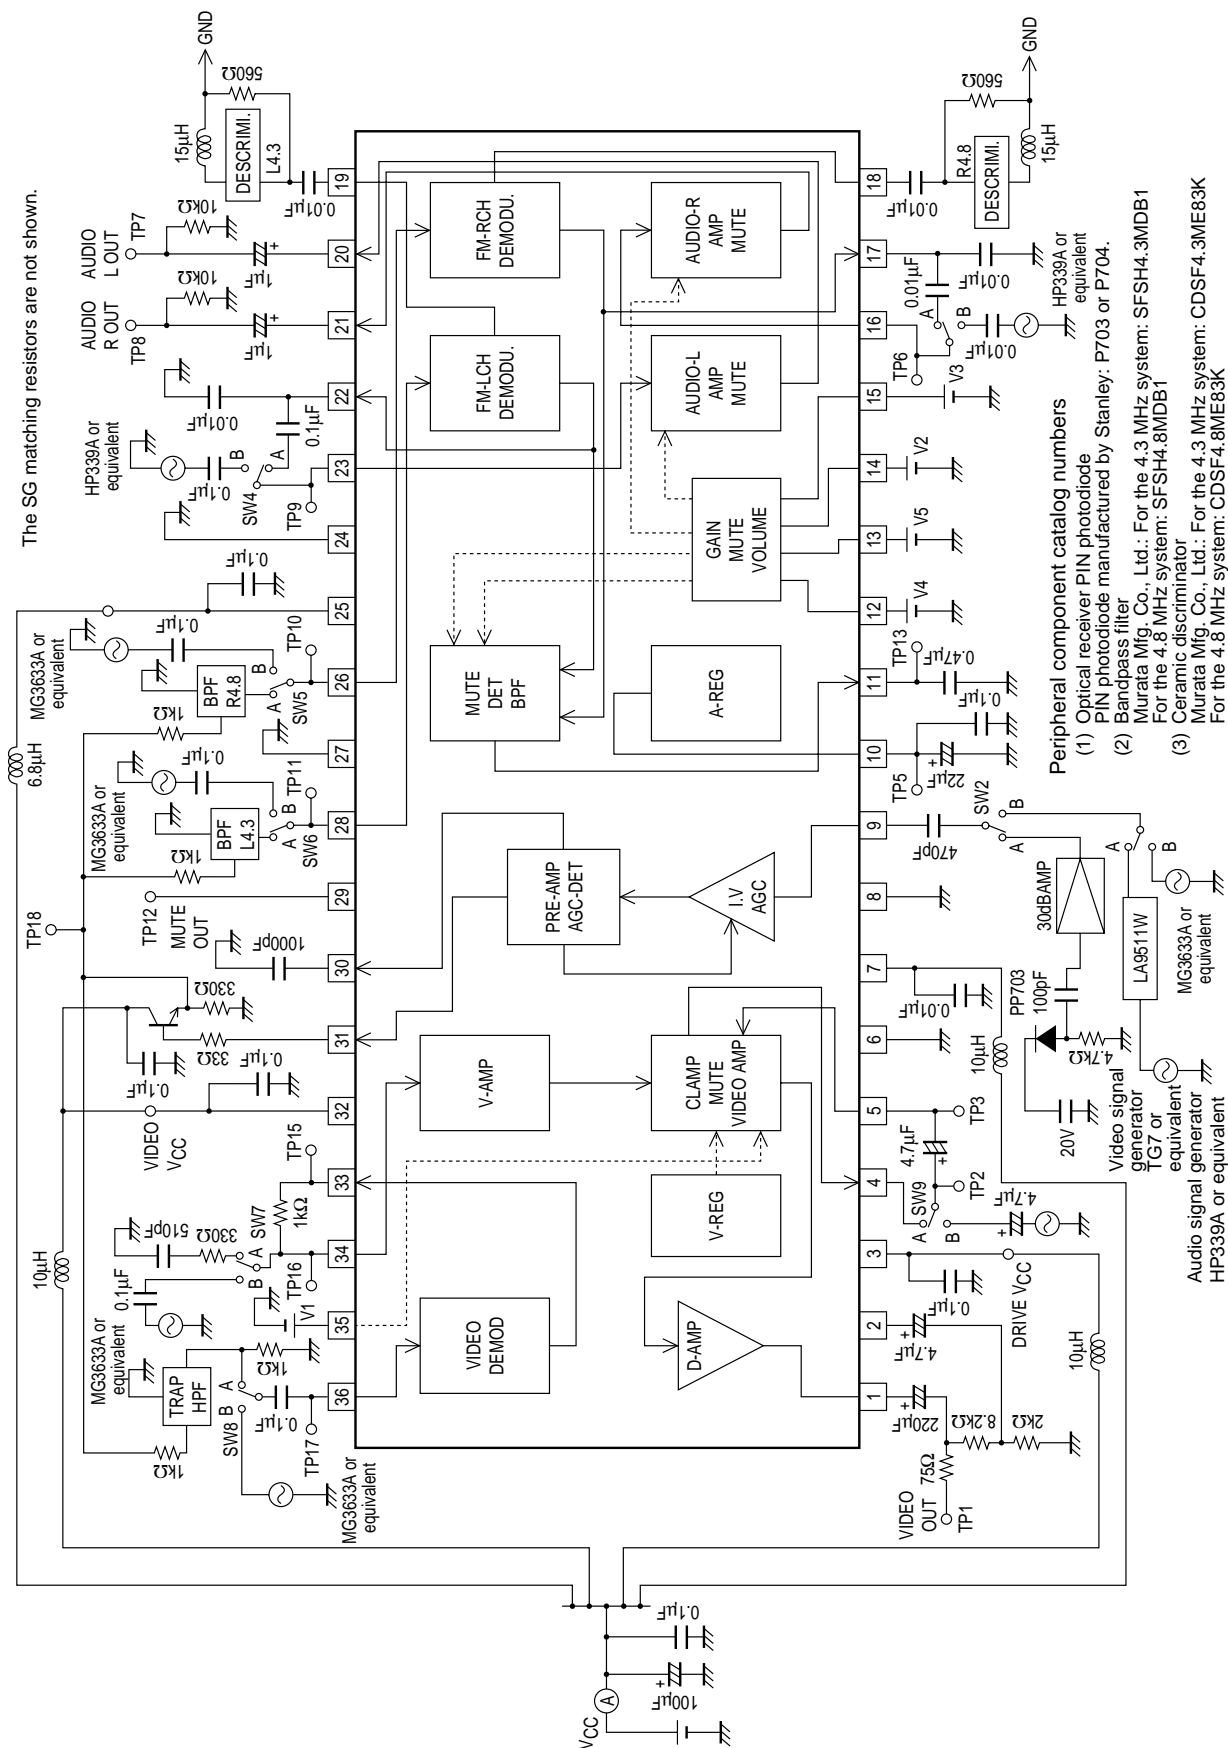 The SG matching resistors are not shown.
6.8µH
10µH
TP18
1kΩ
TRAP
HPF
MG3633A or
equivalent
A
B
SW8
1kΩ
0.1µF
TP17
MG3633A or
equivalent
V1
0.1µF
B
A
330Ω
510pF
SW7
1kΩ
TP16
TP15
VIDEO
VCC
0.1µF
0.1µF
33Ω
330Ω
1000pF
TP12
MUTE
OUT
1kΩ
BPF
L4.3
MG3633A or
equivalent
0.1µF
A
B
SW6
TP11
1kΩ
BPF
R4.8
MG3633A or
equivalent
0.1µF
A
B
SW5
TP10
0.1µF
HP339A or
equivalent
0.1µF
B
A
SW4
TP9
0.1µF
0.01µF
AUDIO
R OUT
TP8
10kΩ
1µF
AUDIO
L OUT
TP7
10kΩ
1µF
15µH
DESCRIMI.
L4.3
560Ω
GND
0.01µF
36
35
34
33
32
31
30
29
28
27
26
25
24
23
22
21
20
19
VIDEO
DEMOD
V-AMP
PRE-AMP
AGC-DET
MUTE
DET
BPF
FM-LCH
DEMODU.
FM-RCH
DEMODU.
D-AMP
V-REG
CLAMP
MUTE
VIDEO AMP
I.V
AGC
A-REG
GAIN
MUTE
VOLUME
AUDIO-L
AMP
MUTE
AUDIO-R
AMP
MUTE
1
2
3
4
5
6
7
8
9
10
11
12
13
14
15
16
17
18
VCC
A
100µF
+
0.1µF
VIDEO
OUT
75Ω
TP1
220µF
+
8.2kΩ
2kΩ
4.7µF
+
0.1µF
DRIVE VCC
10µH
SW9
A
B
4.7µF
+
TP2
4.7µF
+
TP3
10µH
0.01µF
20V
4.7kΩ
PP703
100pF
30dBAMP
470pF
SW2
A
B
LA9511W
A
B
MG3633A or
equivalent
Video signal
generator
TG7 or
equivalent
Audio signal generator
HP339A or equivalent
TP5
22µF
+
0.1µF
0.47µF
TP13
V4
V5
V2
V3
TP6
A
B
0.01µF
0.01µF
0.01µF
HP339A or
equivalent
0.01µF
R4.8
DESCRIMI.
560Ω
15µH
GND
Peripheral component catalog numbers
(1) Optical receiver PIN photodiode
PIN photodiode manufactured by Stanley: P703 or P704.
(2) Bandpass filter
Murata Mfg. Co., Ltd.: For the 4.3 MHz system: SFSH4.3MDB1
For the 4.8 MHz system: SFSH4.8MDB1
(3) Ceramic discriminator
Murata Mfg. Co., Ltd.: For the 4.3 MHz system: CDSF4.3ME83K
For the 4.8 MHz system: CDSF4.8ME83K